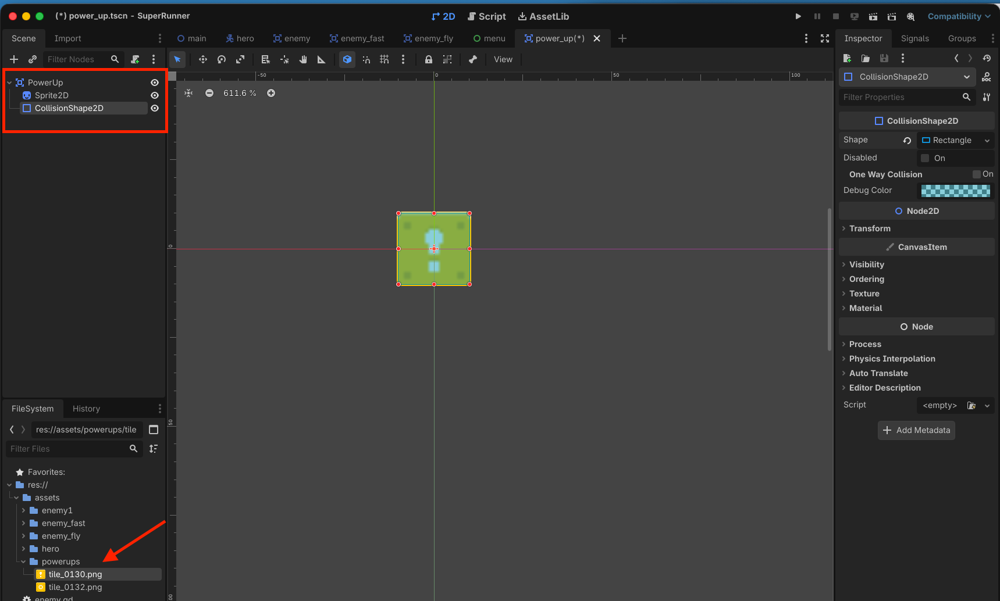 (*) power_up.tscn - SuperRunner
2D
Script
AssetLib
Compatibility
Scene
Import
main
hero
enemy
enemy_fast
enemy_fly
menu
power_up(*)
Inspector
Signals
Groups
Filter Nodes
View
PowerUp
Sprite2D
CollisionShape2D
-50
0
50
100
611.6 %
0
50
CollisionShape2D
Filter Properties
DOC
CollisionShape2D
Shape
Rectangle
Disabled
On
One Way Collision
On
Debug Color
Node2D
Transform
CanvasItem
Visibility
Ordering
Texture
Material
Node
Process
Physics Interpolation
Auto Translate
Editor Description
Script
<empty>
Add Metadata
FileSystem
History
res://assets/powerups/tile
Filter Files
Favorites:
res://
assets
enemy1
enemy_fast
enemy_fly
hero
powerups
tile_0130.png
tile_0132.png
enemy.gd